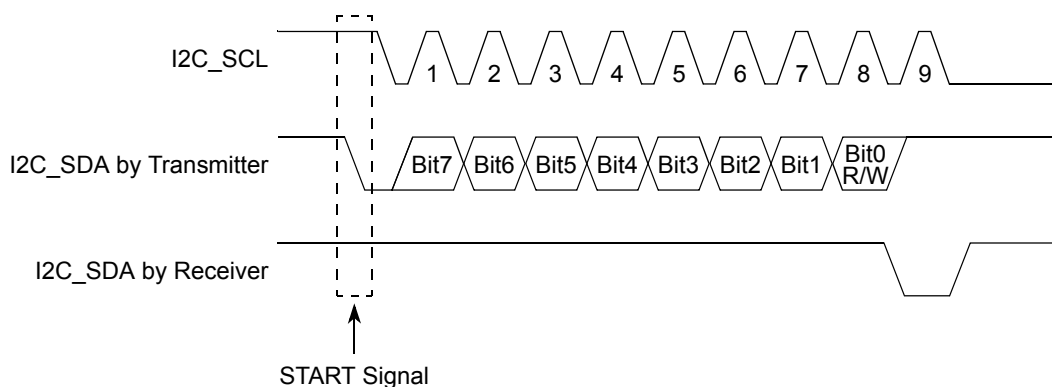 I2C_SCL
1 2 3 4 5 6 7 8 9
I2C_SDA by Transmitter
Bit7 Bit6 Bit5 Bit4 Bit3 Bit2 Bit1 Bit0
R/W
I2C_SDA by Receiver
START Signal